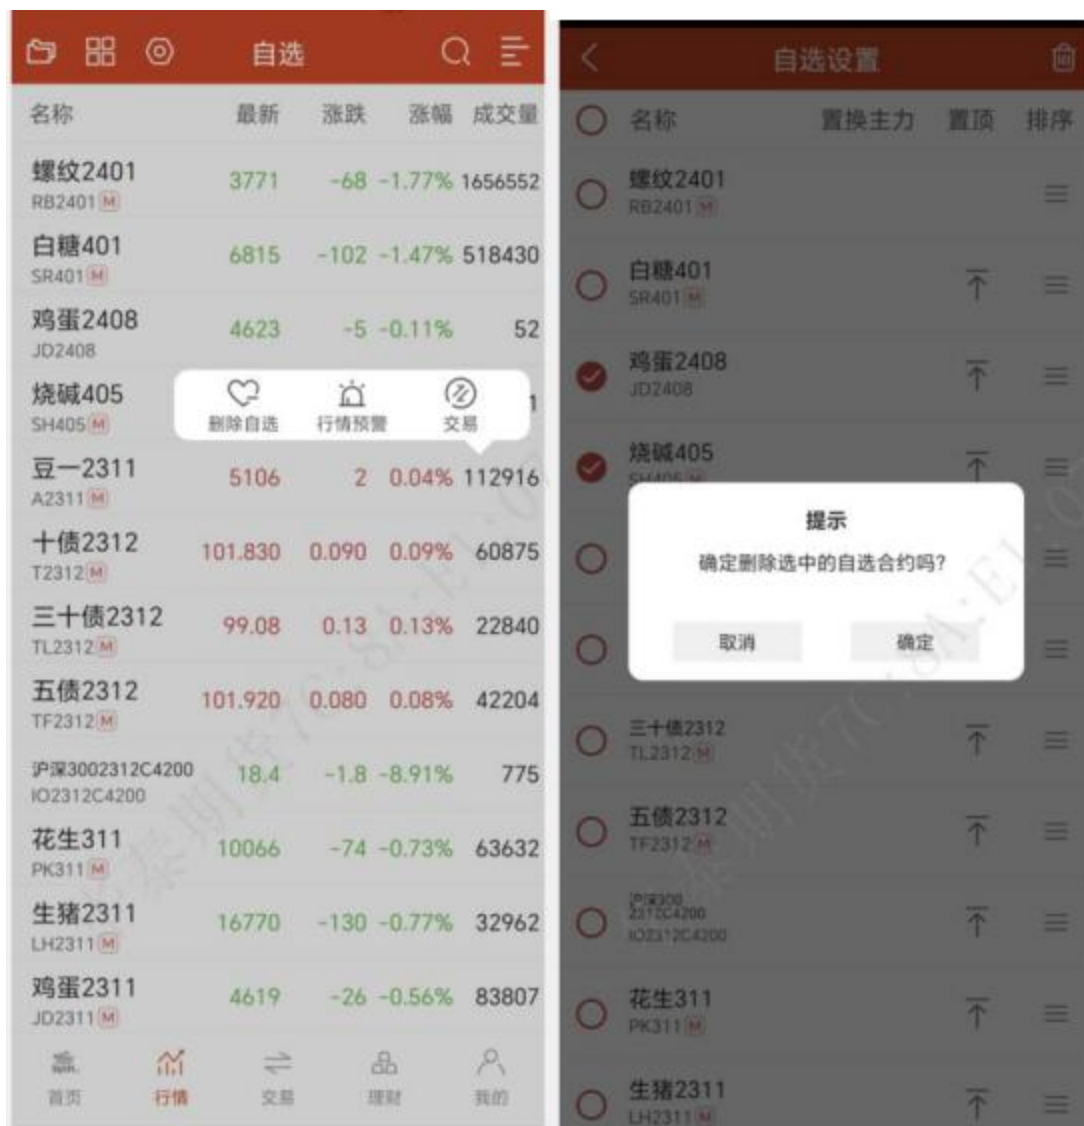 自选
名称 最新 涨跌 涨幅 成交量
螺纹2401 3771 -68 -1.77% 1656552
RB2401 M
白糖401 6815 -102 -1.47% 518430
SR401 M
鸡蛋2408 4623 -5 -0.11% 52
JD2408
烧碱405 1
SH405 M
删除自选 行情预警 交易
豆一2311 5106 2 0.04% 112916
A2311 M
十债2312 101.830 0.090 0.09% 60875
T2312 M
三十债2312 99.08 0.13 0.13% 22840
TL2312 M
五债2312 101.920 0.080 0.08% 42204
TF2312 M
沪深3002312C4200 18.4 -1.8 -8.91% 775
IO2312C4200
花生311 10066 -74 -0.73% 63632
PK311 M
生猪2311 16770 -130 -0.77% 32962
LH2311 M
鸡蛋2311 4619 -26 -0.56% 83807
JD2311 M
首页 行情 交易 理财 我的
自选设置
名称 置换主力 置顶 排序
螺纹2401
RB2401 M
白糖401
SR401 M
鸡蛋2408
JD2408
烧碱405
SH405 M
提示
确定删除选中的自选合约吗?
取消 确定
三十债2312
TL2312 M
五债2312
TF2312 M
沪深300
2312C4200
IO2312C4200
花生311
PK311 M
生猪2311
LH2311 M